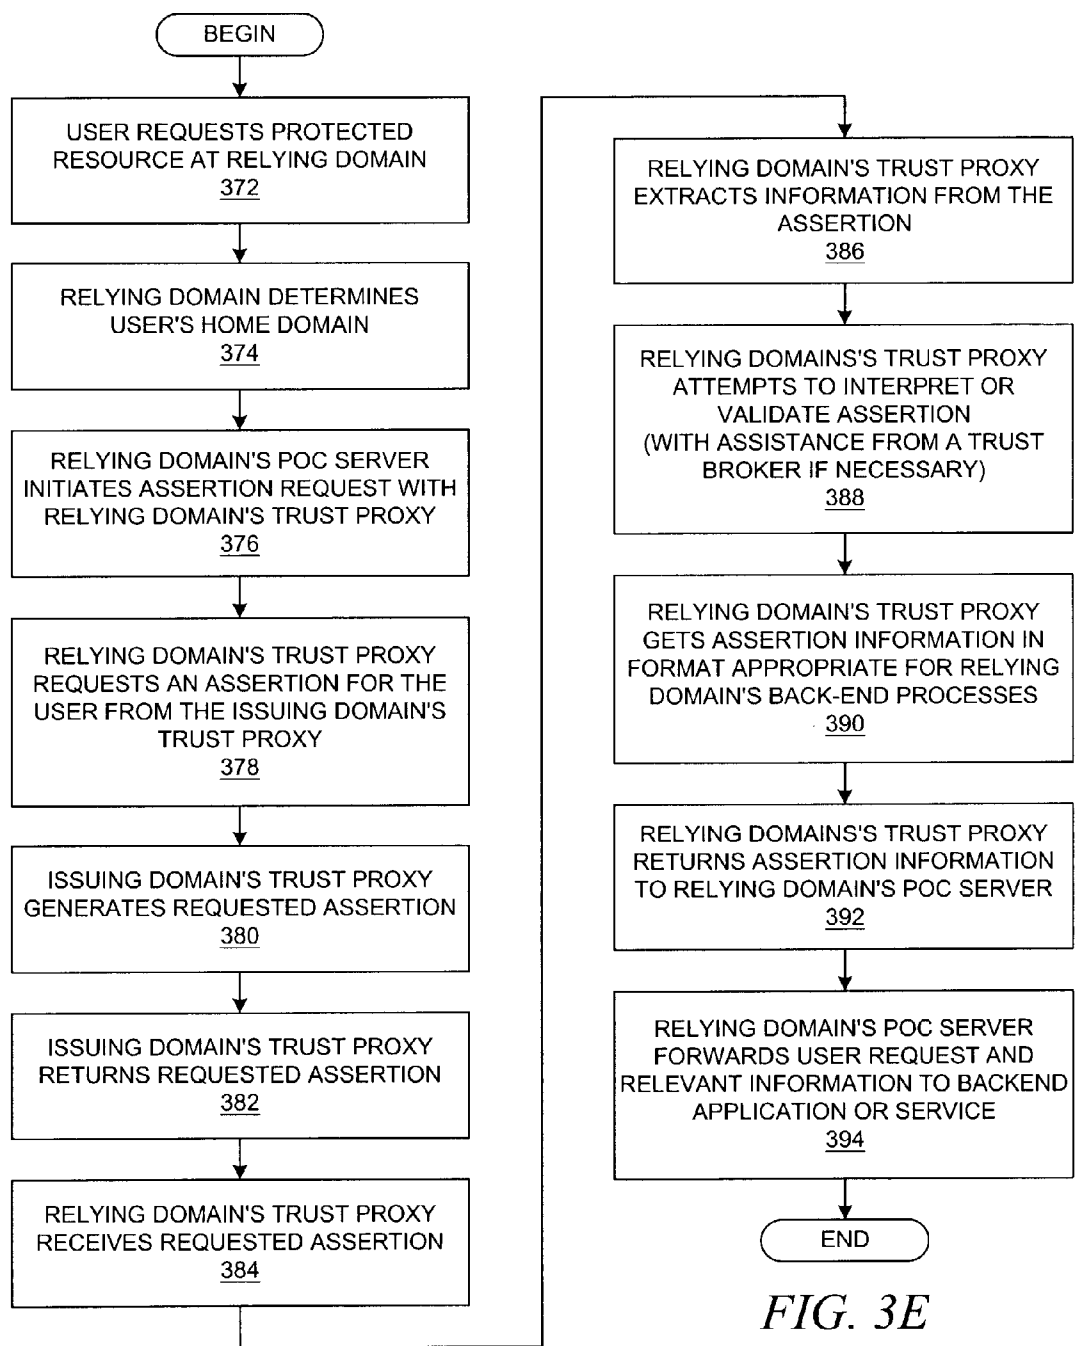 BEGIN
USER REQUESTS PROTECTED
RESOURCE AT RELYING DOMAIN
372
RELYING DOMAIN DETERMINES
USER'S HOME DOMAIN
374
RELYING DOMAIN'S POC SERVER
INITIATES ASSERTION REQUEST WITH
RELYING DOMAIN'S TRUST PROXY
376
RELYING DOMAIN'S TRUST PROXY
REQUESTS AN ASSERTION FOR THE
USER FROM THE ISSUING DOMAIN'S
TRUST PROXY
378
ISSUING DOMAIN'S TRUST PROXY
GENERATES REQUESTED ASSERTION
380
ISSUING DOMAIN'S TRUST PROXY
RETURNS REQUESTED ASSERTION
382
RELYING DOMAIN'S TRUST PROXY
RECEIVES REQUESTED ASSERTION
384
RELYING DOMAIN'S TRUST PROXY
EXTRACTS INFORMATION FROM THE
ASSERTION
386
RELYING DOMAINS'S TRUST PROXY
ATTEMPTS TO INTERPRET OR
VALIDATE ASSERTION
(WITH ASSISTANCE FROM A TRUST
BROKER IF NECESSARY)
388
RELYING DOMAIN'S TRUST PROXY
GETS ASSERTION INFORMATION IN
FORMAT APPROPRIATE FOR RELYING
DOMAIN'S BACK-END PROCESSES
390
RELYING DOMAINS'S TRUST PROXY
RETURNS ASSERTION INFORMATION
TO RELYING DOMAIN'S POC SERVER
392
RELYING DOMAIN'S POC SERVER
FORWARDS USER REQUEST AND
RELEVANT INFORMATION TO BACKEND
APPLICATION OR SERVICE
394
END
FIG. 3E